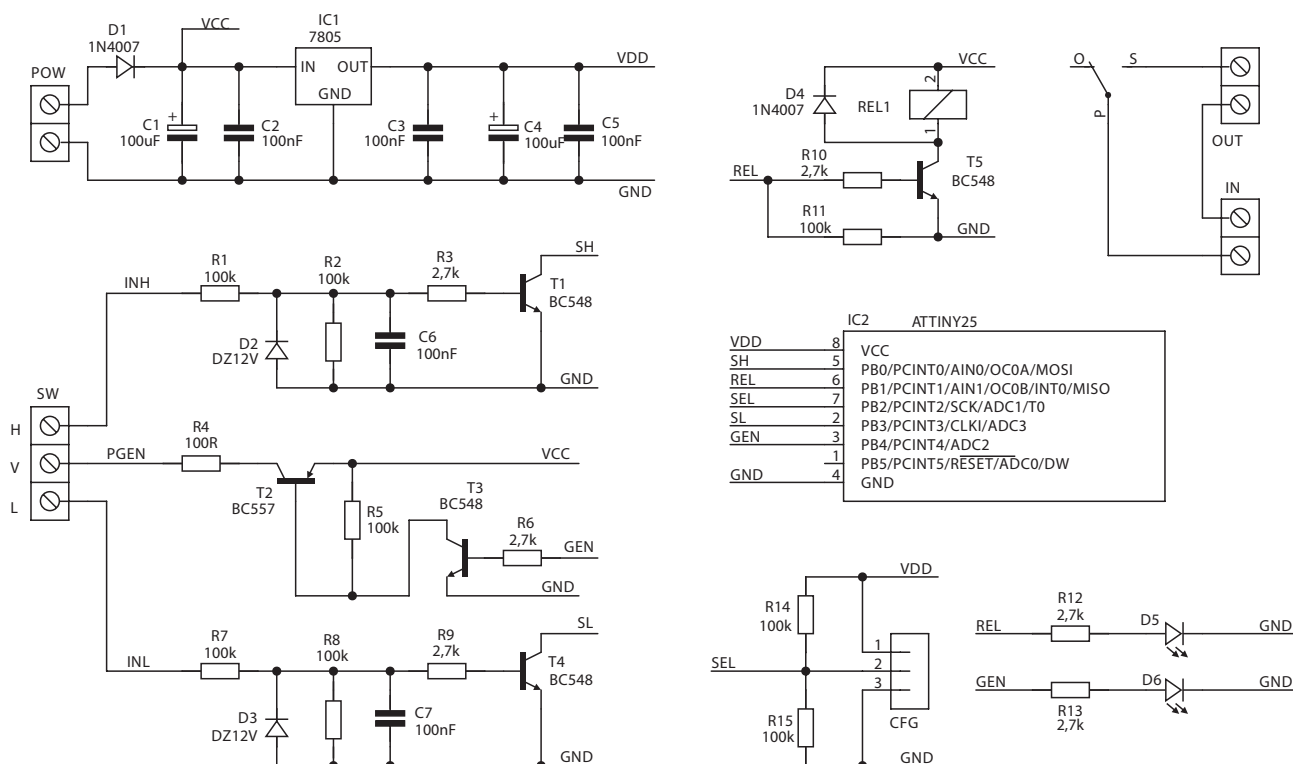 D1
1N4007
VCC
IC1
7805
IN
OUT
GND
VDD
POW
+
C1
100uF
C2
100nF
C3
100nF
+
C4
100uF
C5
100nF
GND
D4
1N4007
REL1
2
1
VCC
REL
R10
2,7k
T5
BC548
R11
100k
GND
O
S
P
OUT
IN
INH
R1
100k
R2
100k
R3
2,7k
SH
T1
BC548
D2
DZ12V
C6
100nF
GND
SW
H
V
L
PGEN
R4
100R
T2
BC557
R5
100k
VCC
T3
BC548
R6
2,7k
GEN
GND
INL
R7
100k
R8
100k
R9
2,7k
SL
T4
BC548
D3
DZ12V
C7
100nF
GND
IC2
ATTINY25
VDD 8 VCC
SH 5 PB0/PCINT0/AIN0/OC0A/MOSI
REL 6 PB1/PCINT1/AIN1/OC0B/INT0/MISO
SEL 7 PB2/PCINT2/SCK/ADC1/T0
SL 2 PB3/PCINT3/CLKI/ADC3
GEN 3 PB4/PCINT4/ADC2
1 PB5/PCINT5/RESET/ADC0/DW
GND 4 GND
VDD
R14
100k
SEL
1
2
3
R15
100k
CFG
GND
REL
R12
2,7k
D5
GND
GEN
R13
2,7k
D6
GND